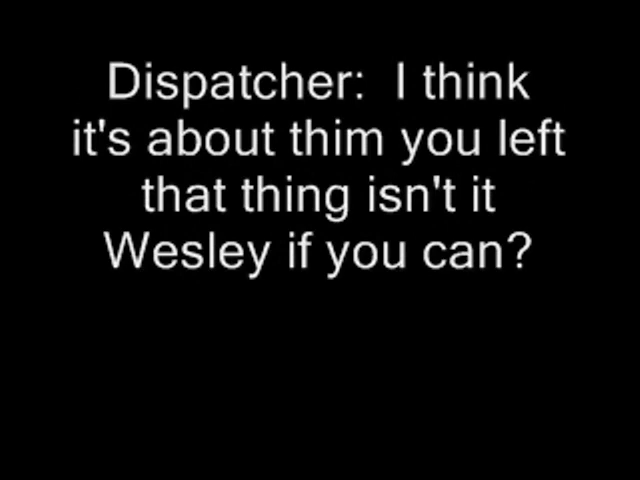 Dispatcher:  I think
it's about thim you left
that thing isn't it
Wesley if you can?